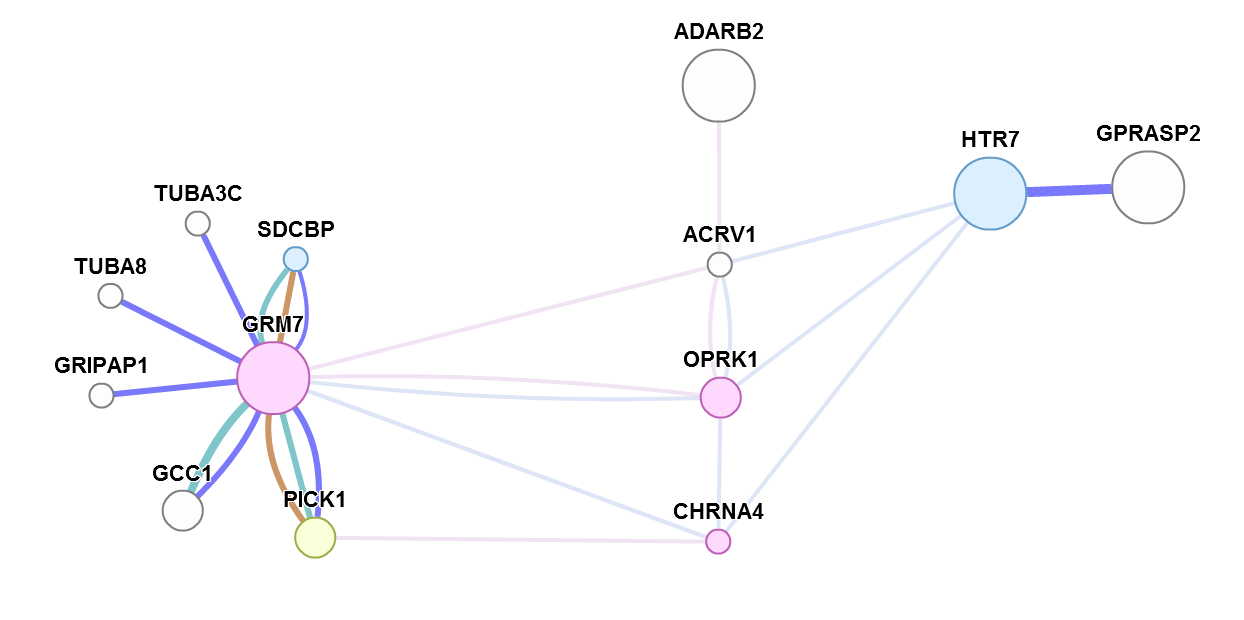 ADARB2
HTR7
GPRASP2
TUBA3C
SDCBP
ACRV1
TUBA8
GRM7
GRIPAP1
OPRK1
GCC1
PICK1
CHRNA4